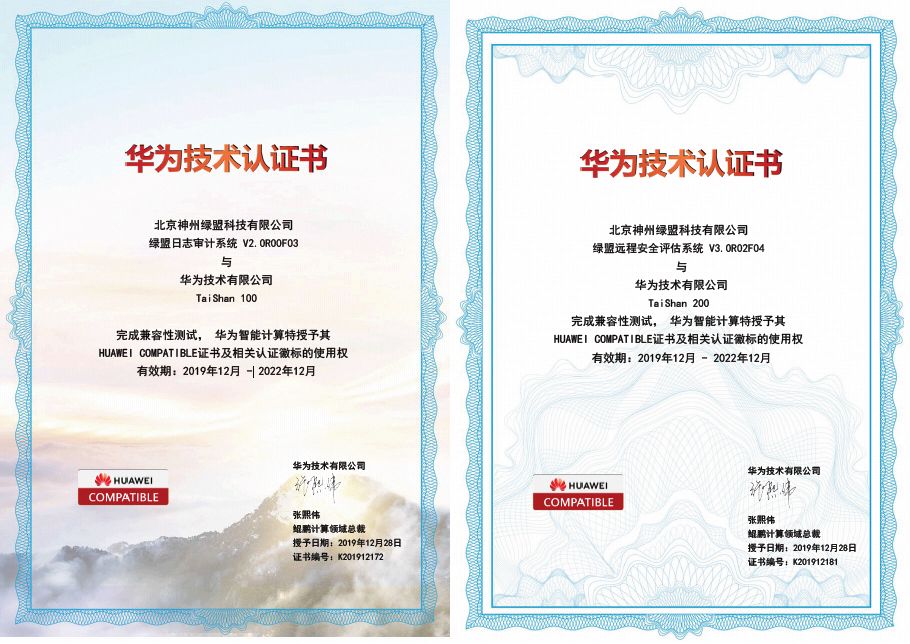 华为技术认证书
北京神州绿盟科技有限公司
绿盟日志审计系统 V2.0R00F03
与
华为技术有限公司
TaiShan 100
完成兼容性测试， 华为智能计算特授予其
HUAWEI COMPATIBLE证书及相关认证徽标的使用权
有效期：2019年12月 -| 2022年12月
HUAWEI
COMPATIBLE
华为技术有限公司
张熙伟
张熙伟
鲲鹏计算领域总裁
授予日期：2019年12月28日
证书编号：K201912172
华为技术认证书
北京神州绿盟科技有限公司
绿盟远程安全评估系统 V3.0R02F04
与
华为技术有限公司
TaiShan 200
完成兼容性测试， 华为智能计算特授予其
HUAWEI COMPATIBLE证书及相关认证徽标的使用权
有效期：2019年12月 - 2022年12月
HUAWEI
COMPATIBLE
华为技术有限公司
张熙伟
张熙伟
鲲鹏计算领域总裁
授予日期：2019年12月28日
证书编号：K201912181